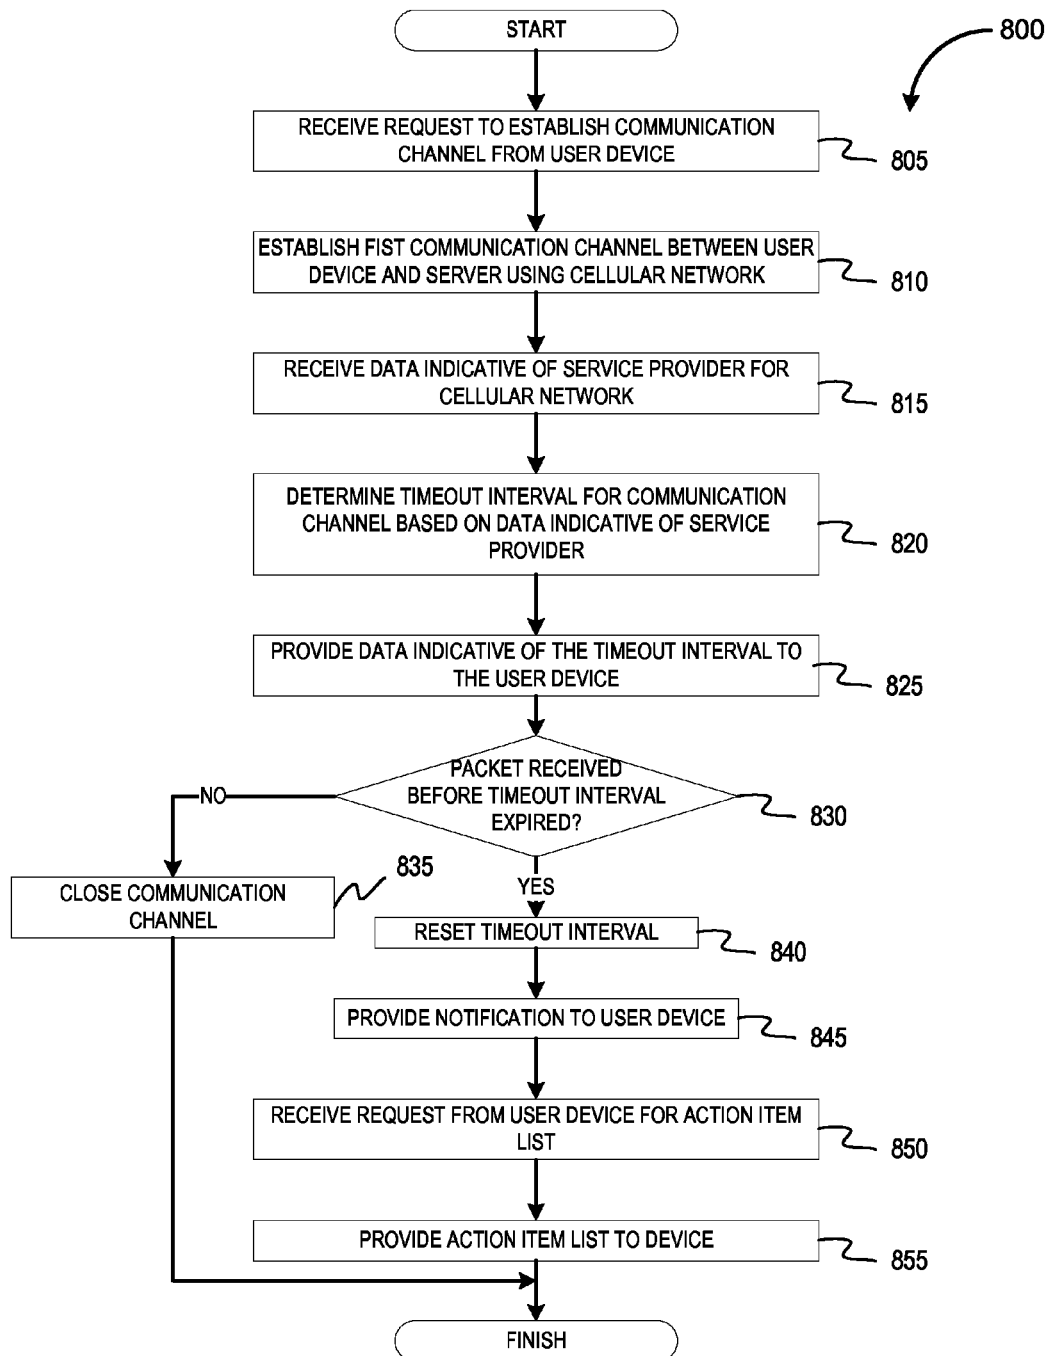 START
800
RECEIVE REQUEST TO ESTABLISH COMMUNICATION
CHANNEL FROM USER DEVICE
805
ESTABLISH FIST COMMUNICATION CHANNEL BETWEEN USER
DEVICE AND SERVER USING CELLULAR NETWORK
810
RECEIVE DATA INDICATIVE OF SERVICE PROVIDER FOR
CELLULAR NETWORK
815
DETERMINE TIMEOUT INTERVAL FOR COMMUNICATION
CHANNEL BASED ON DATA INDICATIVE OF SERVICE
PROVIDER
820
PROVIDE DATA INDICATIVE OF THE TIMEOUT INTERVAL TO
THE USER DEVICE
825
PACKET RECEIVED
BEFORE TIMEOUT INTERVAL
EXPIRED?
830
NO
CLOSE COMMUNICATION
CHANNEL
835
YES
RESET TIMEOUT INTERVAL
840
PROVIDE NOTIFICATION TO USER DEVICE
845
RECEIVE REQUEST FROM USER DEVICE FOR ACTION ITEM
LIST
850
PROVIDE ACTION ITEM LIST TO DEVICE
855
FINISH